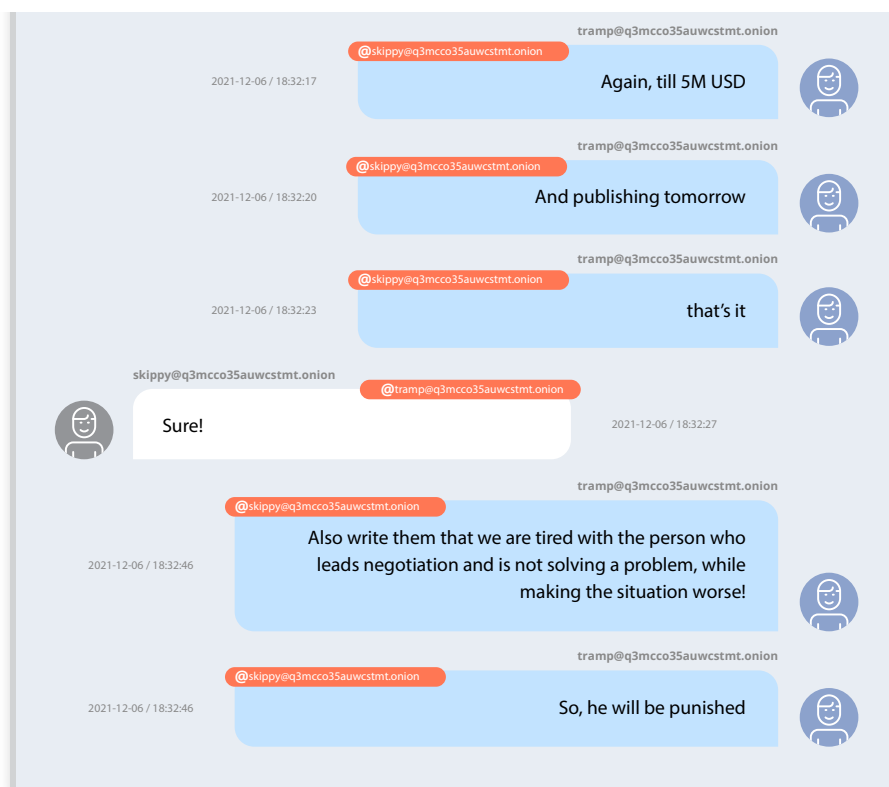 tramp@q3mcco35auwcstmt.onion
@skippy@q3mcco35auwcstmt.onion
2021-12-06 / 18:32:17
Again, till 5M USD
tramp@q3mcco35auwcstmt.onion
@skippy@q3mcco35auwcstmt.onion
2021-12-06 / 18:32:20
And publishing tomorrow
tramp@q3mcco35auwcstmt.onion
@skippy@q3mcco35auwcstmt.onion
2021-12-06 / 18:32:23
that’s it
skippy@q3mcco35auwcstmt.onion
@tramp@q3mcco35auwcstmt.onion
Sure!
2021-12-06 / 18:32:27
tramp@q3mcco35auwcstmt.onion
@skippy@q3mcco35auwcstmt.onion
Also write them that we are tired with the person who
2021-12-06 / 18:32:46
leads negotiation and is not solving a problem, while
making the situation worse!
tramp@q3mcco35auwcstmt.onion
@skippy@q3mcco35auwcstmt.onion
2021-12-06 / 18:32:46
So, he will be punished